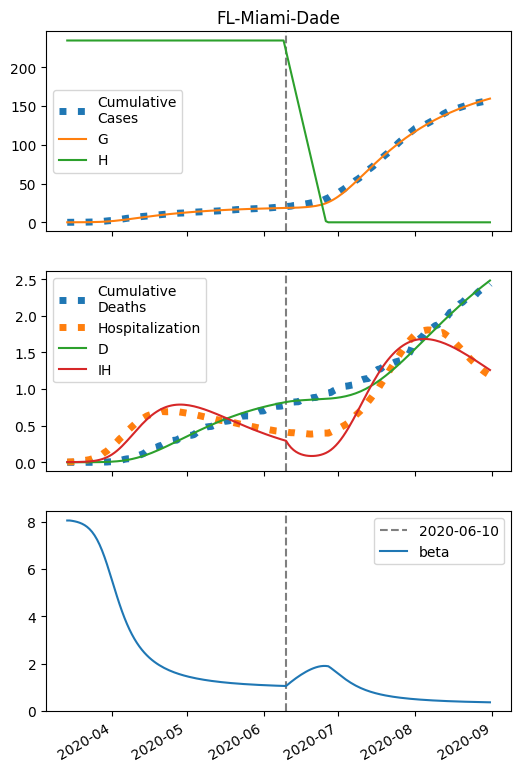 FL-Miami-Dade
200
150
100
50
0
Cumulative
Cases
G
H
2.5
2.0
1.5
1.0
0.5
0.0
Cumulative
Deaths
Hospitalization
D
IH
8
6
4
2
0
2020-06-10
beta
2020-04
2020-05
2020-06
2020-07
2020-08
2020-09